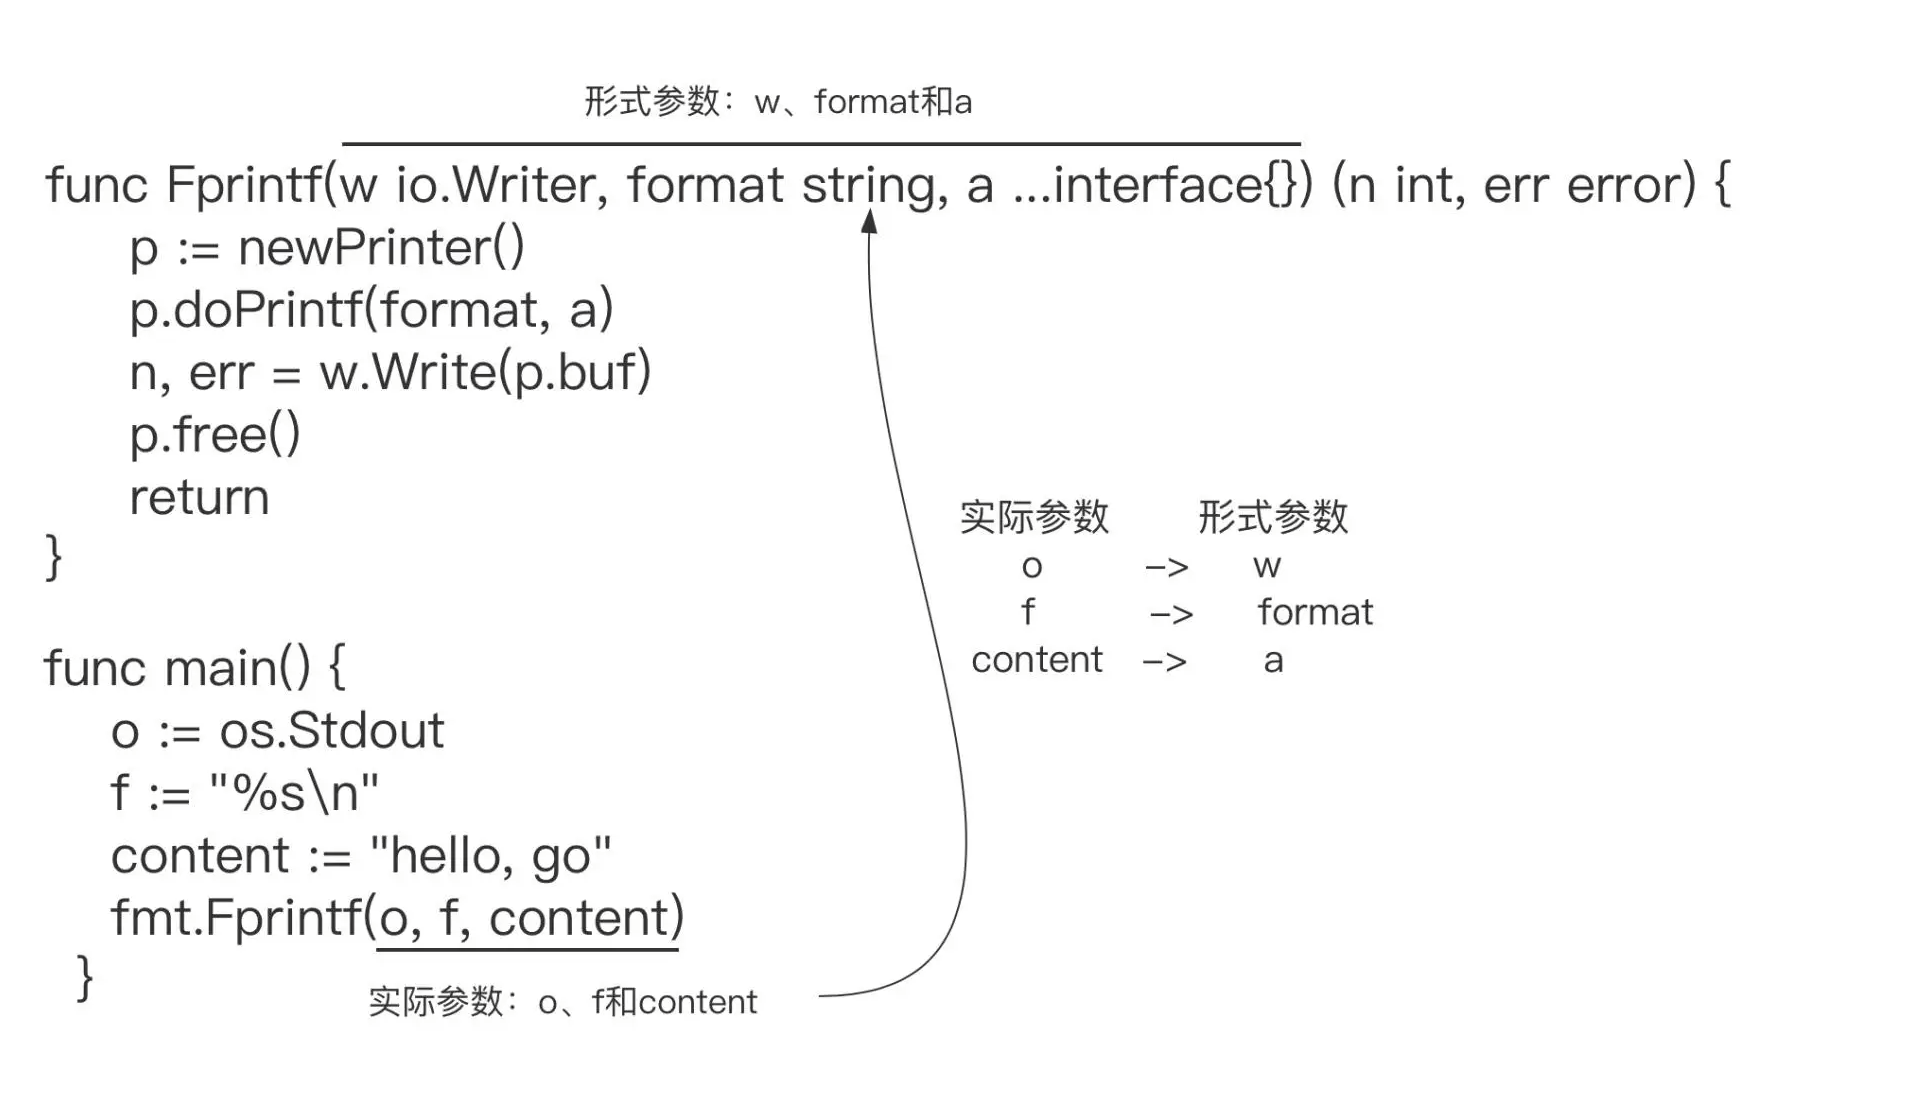 形式参数：w、format和a
func Fprintf(w io.Writer, format string, a ...interface{}) (n int, err error) {
p := newPrinter()
p.doPrintf(format, a)
n, err = w.Write(p.buf)
p.free()
return
}
实际参数 形式参数
o –> w
f –> format
content –> a
func main() {
o := os.Stdout
f := "%s\n"
content := "hello, go"
fmt.Fprintf(o, f, content)
}
实际参数：o、f和content